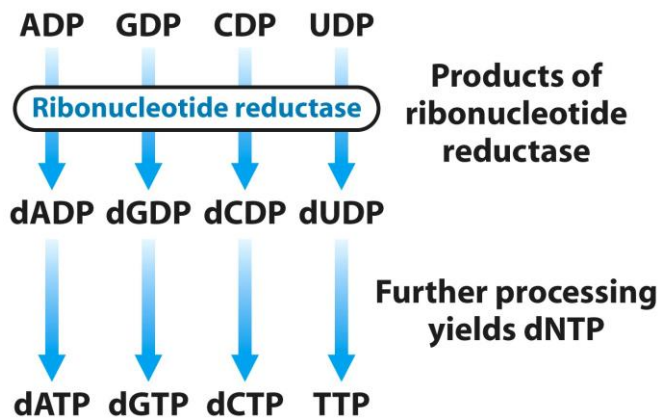 ADP GDP CDP UDP
Ribonucleotide reductase
Products of
ribonucleotide
reductase
dADP dGDP dCDP dUDP
Further processing
yields dNTP
dATP dGTP dCTP TTP